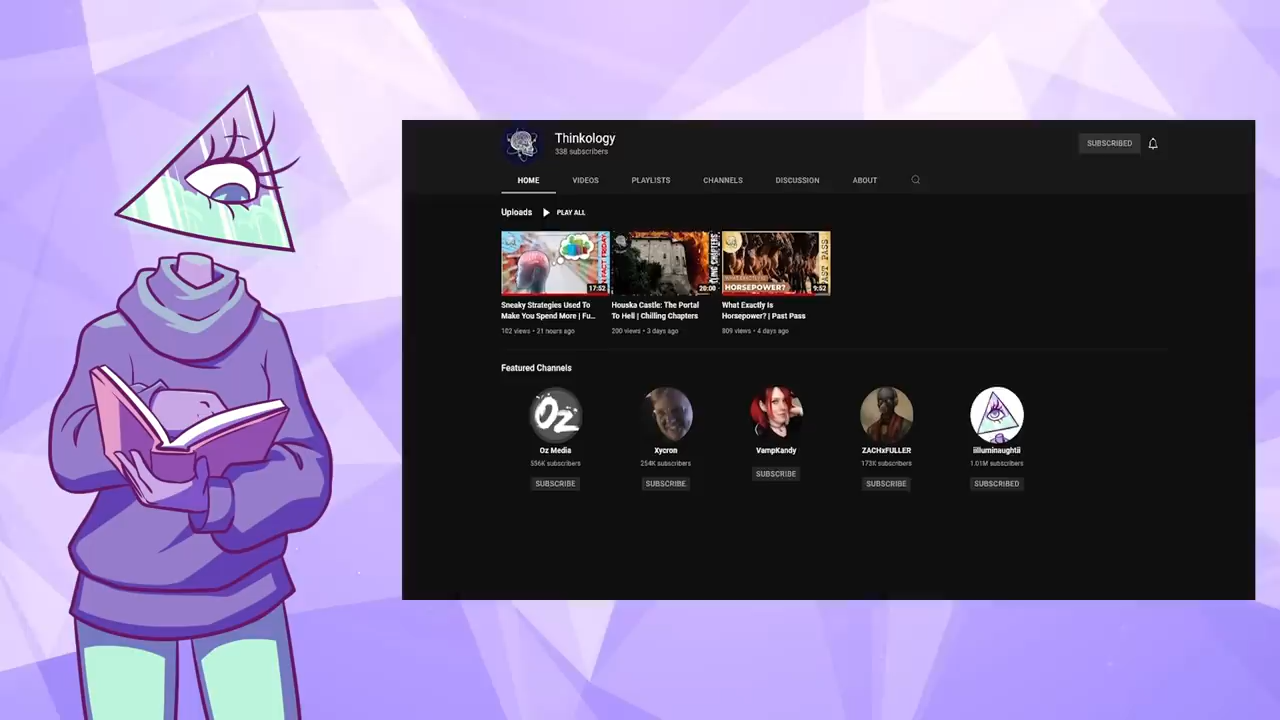 Thinkology
338 subscribers
SUBSCRIBED
HOME VIDEOS PLAYLISTS CHANNELS DISCUSSION ABOUT
Uploads PLAY ALL
17:52 20:00 9:52
HORSEPOWER?
Sneaky Strategies Used To
Make You Spend More | Fu...
102 views • 21 hours ago
Houska Castle: The Portal
To Hell | Chilling Chapters
200 views • 3 days ago
What Exactly Is
Horsepower? | Past Pass
809 views • 4 days ago
Featured Channels
Oz
Oz Media
556K subscribers
SUBSCRIBE
Xycron
254K subscribers
SUBSCRIBE
VampKandy
SUBSCRIBE
ZACHxFULLER
173K subscribers
SUBSCRIBE
iilluminaughtii
1.01M subscribers
SUBSCRIBED